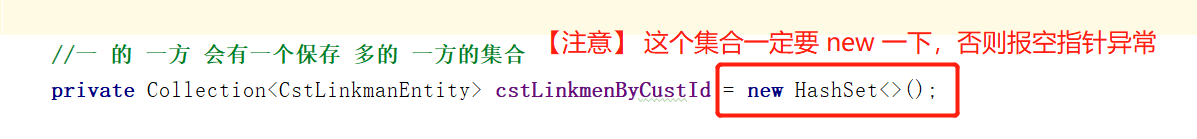 //一 的 一方 会有一个保存 多的 一方的集合 【注意】 这个集合一定要 new 一下，否则报空指针异常
private Collection<CstLinkmanEntity> cstLinkmenByCustId = new HashSet<>();